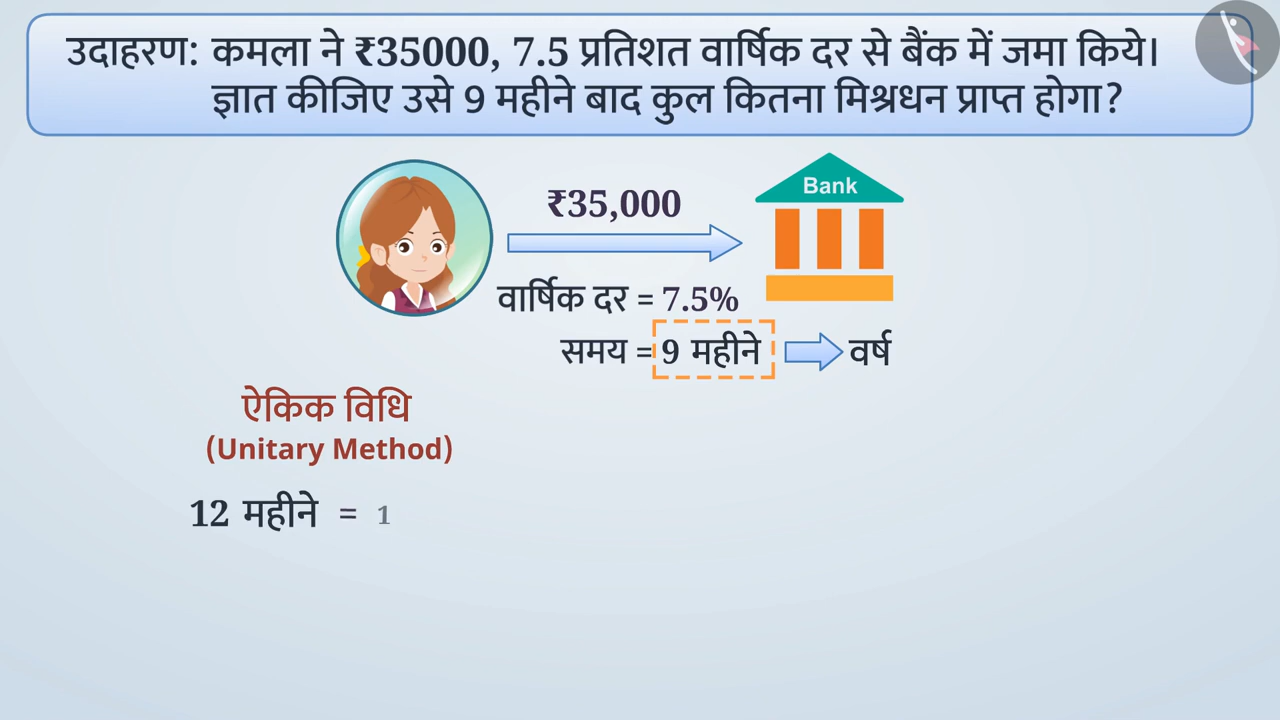 उदाहरण: कमला ने ₹35000, 7.5 प्रतिशत वार्षिक दर से बैंक में जमा किये।
ज्ञात कीजिए उसे 9 महीने बाद कुल कितना मिश्रधन प्राप्त होगा?
Bank
₹35,000
वार्षिक दर = 7.5%
समय = 9 महीने वर्ष
ऐकिक विधि
(Unitary Method)
12 महीने = 1